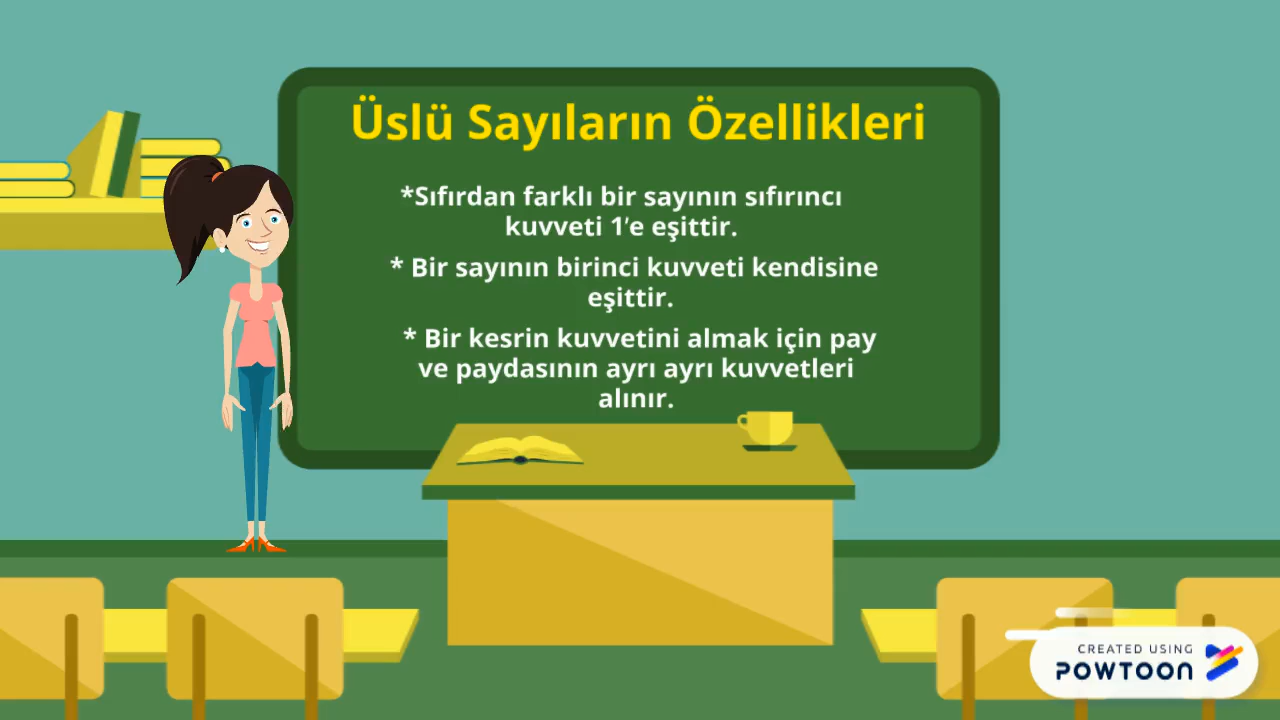 Üslü Sayıların Özellikleri
*Sıfırdan farklı bir sayının sıfırıncı
kuvveti 1'e eşittir.
* Bir sayının birinci kuvveti kendisine
eşittir.
* Bir kesrin kuvvetini almak için pay
ve paydasının ayrı ayrı kuvvetleri
alınır.
CREATED USING
POWTOON